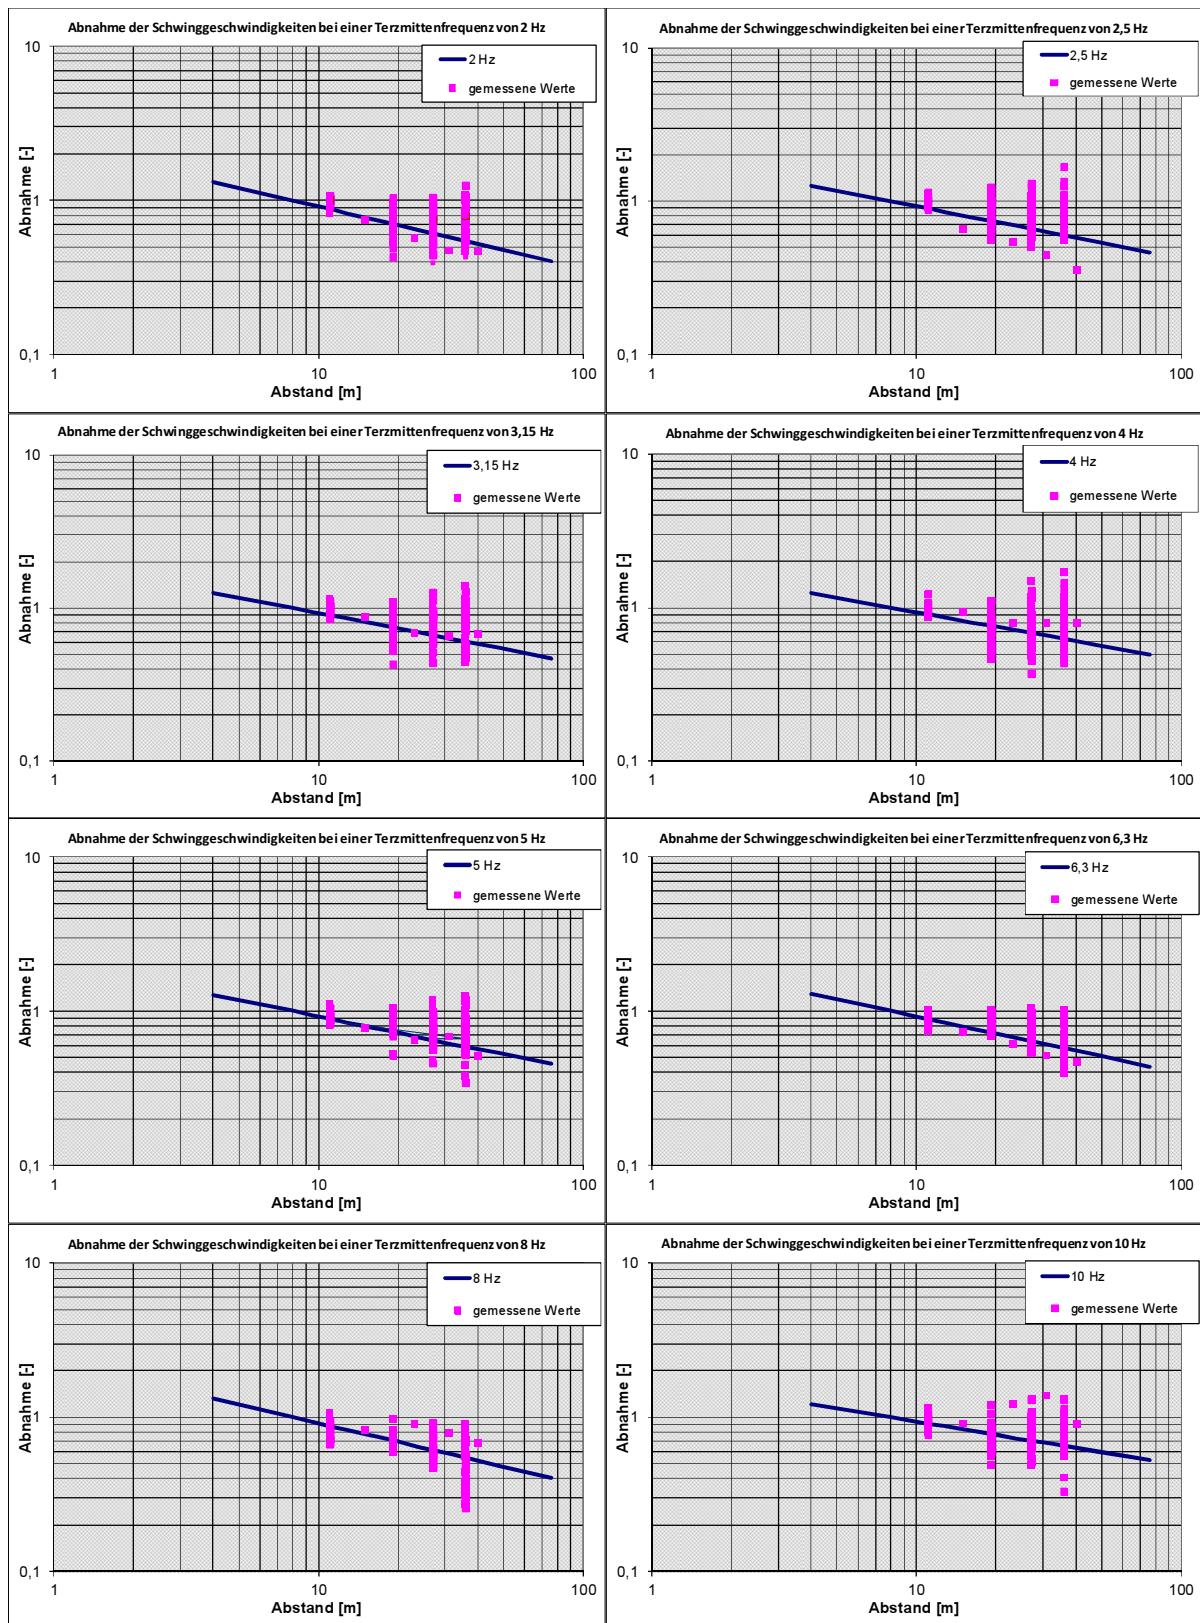 Abnahme der Schwinggeschwindigkeiten bei einer Terzmittenfrequenz von 2 Hz
10
1
0,1
1
10
100
Abnahme [-]
Abstand [m]
2 Hz
gemessene Werte
Abnahme der Schwinggeschwindigkeiten bei einer Terzmittenfrequenz von 2,5 Hz
10
1
0,1
1
10
100
Abnahme [-]
Abstand [m]
2,5 Hz
gemessene Werte
Abnahme der Schwinggeschwindigkeiten bei einer Terzmittenfrequenz von 3,15 Hz
10
1
0,1
1
10
100
Abnahme [-]
Abstand [m]
3,15 Hz
gemessene Werte
Abnahme der Schwinggeschwindigkeiten bei einer Terzmittenfrequenz von 4 Hz
10
1
0,1
1
10
100
Abnahme [-]
Abstand [m]
4 Hz
gemessene Werte
Abnahme der Schwinggeschwindigkeiten bei einer Terzmittenfrequenz von 5 Hz
10
1
0,1
1
10
100
Abnahme [-]
Abstand [m]
5 Hz
gemessene Werte
Abnahme der Schwinggeschwindigkeiten bei einer Terzmittenfrequenz von 6,3 Hz
10
1
0,1
1
10
100
Abnahme [-]
Abstand [m]
6,3 Hz
gemessene Werte
Abnahme der Schwinggeschwindigkeiten bei einer Terzmittenfrequenz von 8 Hz
10
1
0,1
1
10
100
Abnahme [-]
Abstand [m]
8 Hz
gemessene Werte
Abnahme der Schwinggeschwindigkeiten bei einer Terzmittenfrequenz von 10 Hz
10
1
0,1
1
10
100
Abnahme [-]
Abstand [m]
10 Hz
gemessene Werte